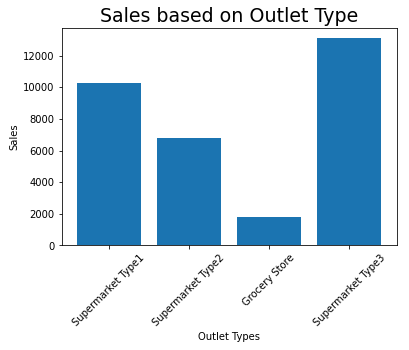 Sales based on Outlet Type
12000
10000
8000
6000
4000
2000
0
Sales
Supermarket Type1
Supermarket Type2
Grocery Store
Supermarket Type3
Outlet Types